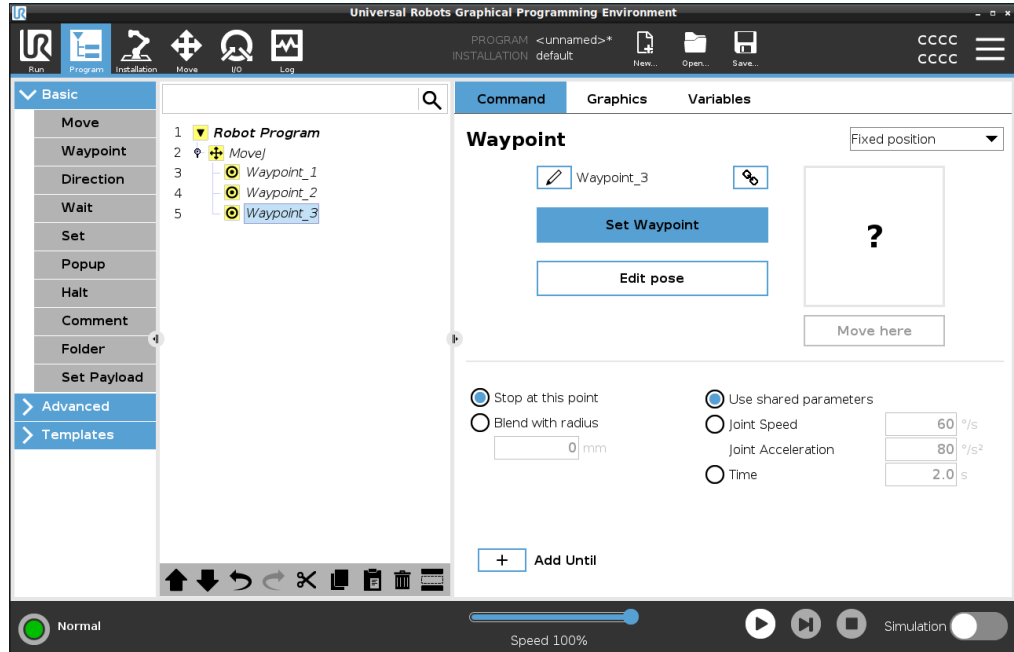 Universal Robots Graphical Programming Environment
UR
Run
Program
Installation
Move
I/O
Log
PROGRAM <unnamed>*
INSTALLATION default
New...
Open...
Save...
CCCC
CCCC
Basic
Move
Waypoint
Direction
Wait
Set
Popup
Halt
Comment
Folder
Set Payload
Advanced
Templates
1 Robot Program
2 MoveJ
3 Waypoint_1
4 Waypoint_2
5 Waypoint_3
Command Graphics Variables
Waypoint
Fixed position
Waypoint_3
Set Waypoint
Edit pose
?
Move here
Stop at this point
Blend with radius
0 mm
Use shared parameters
Joint Speed 60 °/s
Joint Acceleration 80 °/s²
Time 2.0 s
+ Add Until
Normal
Speed 100%
Simulation